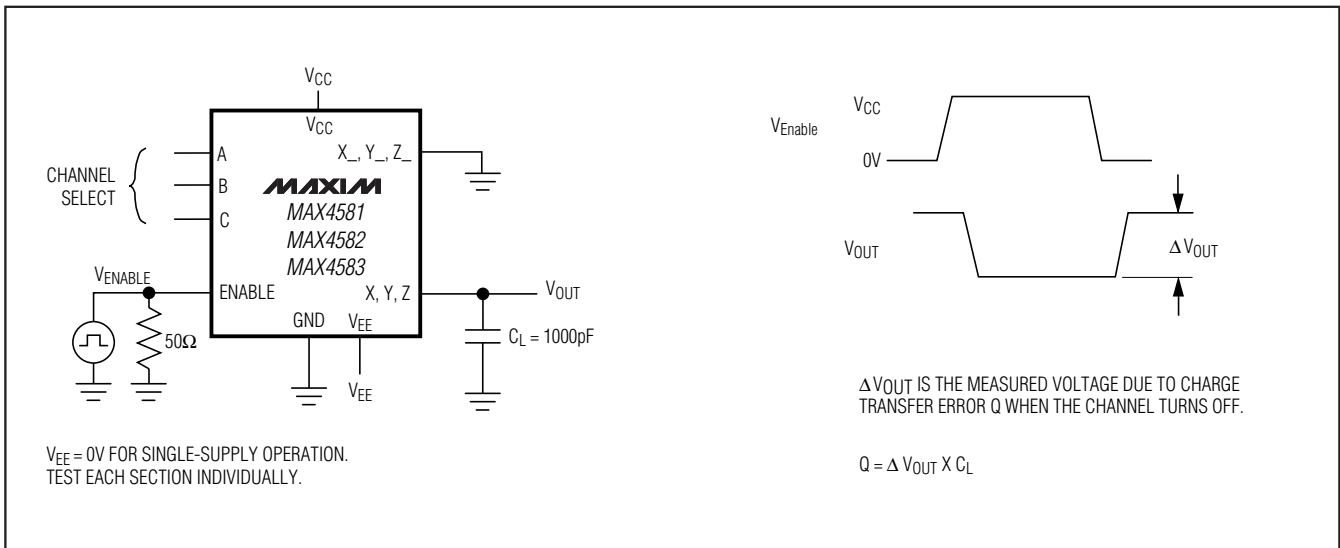 VCC
VCC
A
X_, Y_, Z_
CHANNEL
SELECT
B
MAXIM
MAX4581
C
MAX4582
MAX4583
VENABLE
ENABLE
X, Y, Z
VOUT
GND
VEE
50Ω
CL = 1000pF
VEE
VEE = 0V FOR SINGLE-SUPPLY OPERATION.
TEST EACH SECTION INDIVIDUALLY.
VCC
VEnable
0V
VOUT
ΔVOUT
ΔVOUT IS THE MEASURED VOLTAGE DUE TO CHARGE
TRANSFER ERROR Q WHEN THE CHANNEL TURNS OFF.
Q = Δ VOUT X CL